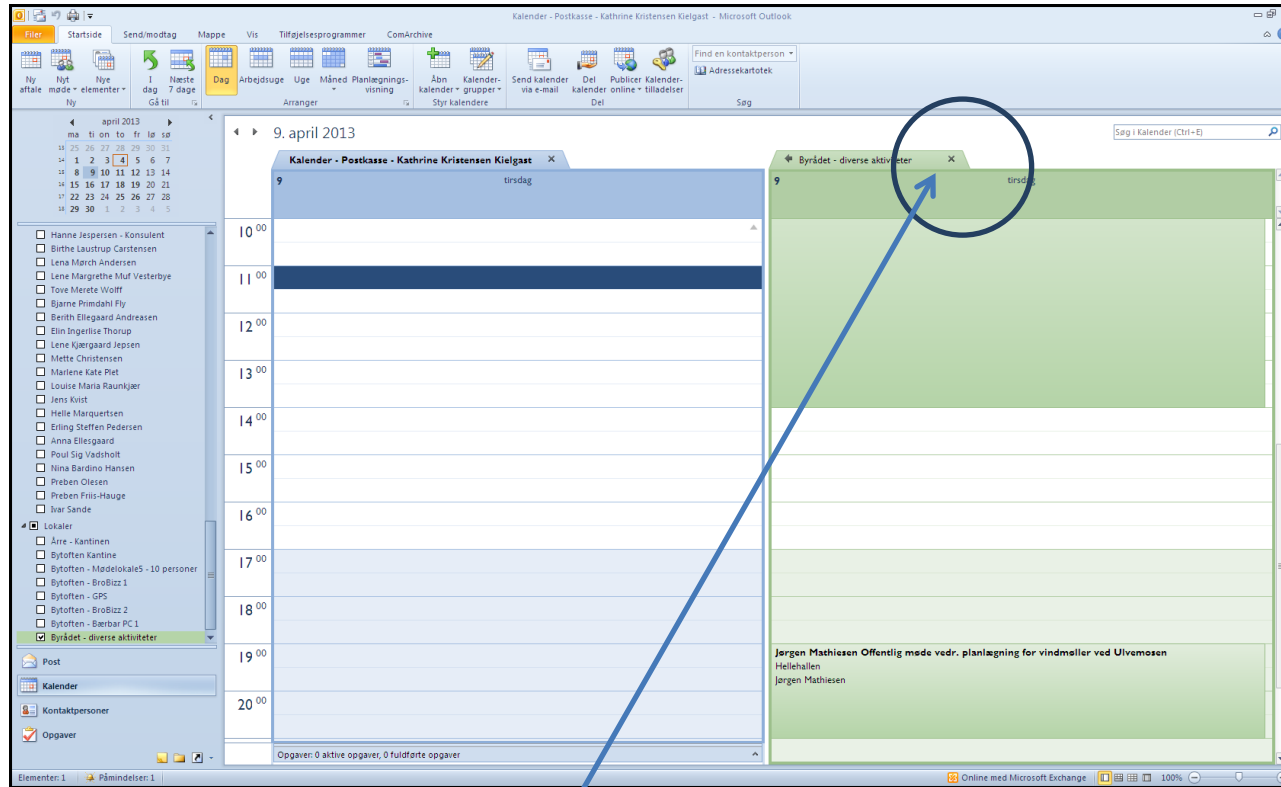 Kalender - Postkasse - Kathrine Kristensen Kielgast - Microsoft Outlook
Filer Startside Send/modtag Mappe Vis Tilføjelsesprogrammer ComArchive
Ny aftale
Nyt møde
Nye elementer
I dag
Næste 7 dage
Dag
Arbejdsuge
Uge
Måned
Planlægnings-visning
Åbn kalender
Kalender-grupper
Send kalender via e-mail
Del kalender
Publicer online
Kalender-tilladelser
Find en kontaktperson
Adressekartotek
Ny Gå til Arranger Styr kalendere Del Søg
april 2013
ma ti on to fr lø sø
13 25 26 27 28 29 30 31
14 1 2 3 4 5 6 7
15 8 9 10 11 12 13 14
16 15 16 17 18 19 20 21
17 22 23 24 25 26 27 28
18 29 30 1 2 3 4 5
Hanne Jespersen - Konsulent
Birthe Laustrup Carstensen
Lena Mørch Andersen
Lene Margrethe Muf Vesterbye
Tove Merete Wolff
Bjarne Primdahl Fly
Berith Ellegaard Andreasen
Elin Ingerlise Thorup
Lene Kjærgaard Jepsen
Mette Christensen
Marlene Kate Plet
Louise Maria Raunkjær
Jens Kvist
Helle Marquertsen
Erling Steffen Pedersen
Anna Ellesgaard
Poul Sig Vadsholt
Nina Bardino Hansen
Preben Olesen
Preben Friis-Hauge
Ivar Sande
Lokaler
Årre - Kantinen
Bytoften Kantine
Bytoften - Mødelokale5 - 10 personer
Bytoften - BroBizz 1
Bytoften - GPS
Bytoften - BroBizz 2
Bytoften - Bærbar PC 1
Byrådet - diverse aktiviteter
Post
Kalender
Kontaktpersoner
Opgaver
9. april 2013
Søg i Kalender (Ctrl+E)
Kalender - Postkasse - Kathrine Kristensen Kielgast
Byrådet - diverse aktiviteter
9 tirsdag
9 tirsdag
10 00
11 00
12 00
13 00
14 00
15 00
16 00
17 00
18 00
19 00
20 00
Jørgen Mathiesen Offentlig møde vedr. planlægning for vindmøller ved Ulvemosen
Hellehallen
Jørgen Mathiesen
Opgaver: 0 aktive opgaver, 0 fuldførte opgaver
Elementer: 1 Påmindelser: 1
Online med Microsoft Exchange 100%